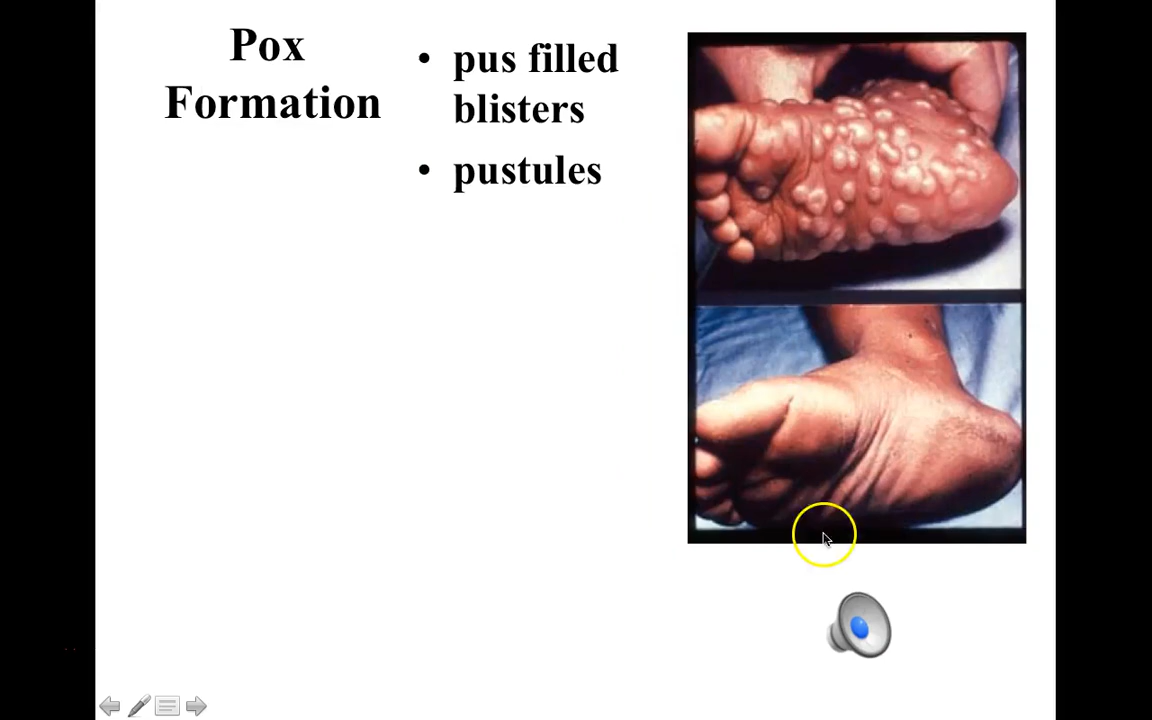 Pox
Formation
• pus filled
blisters
• pustules